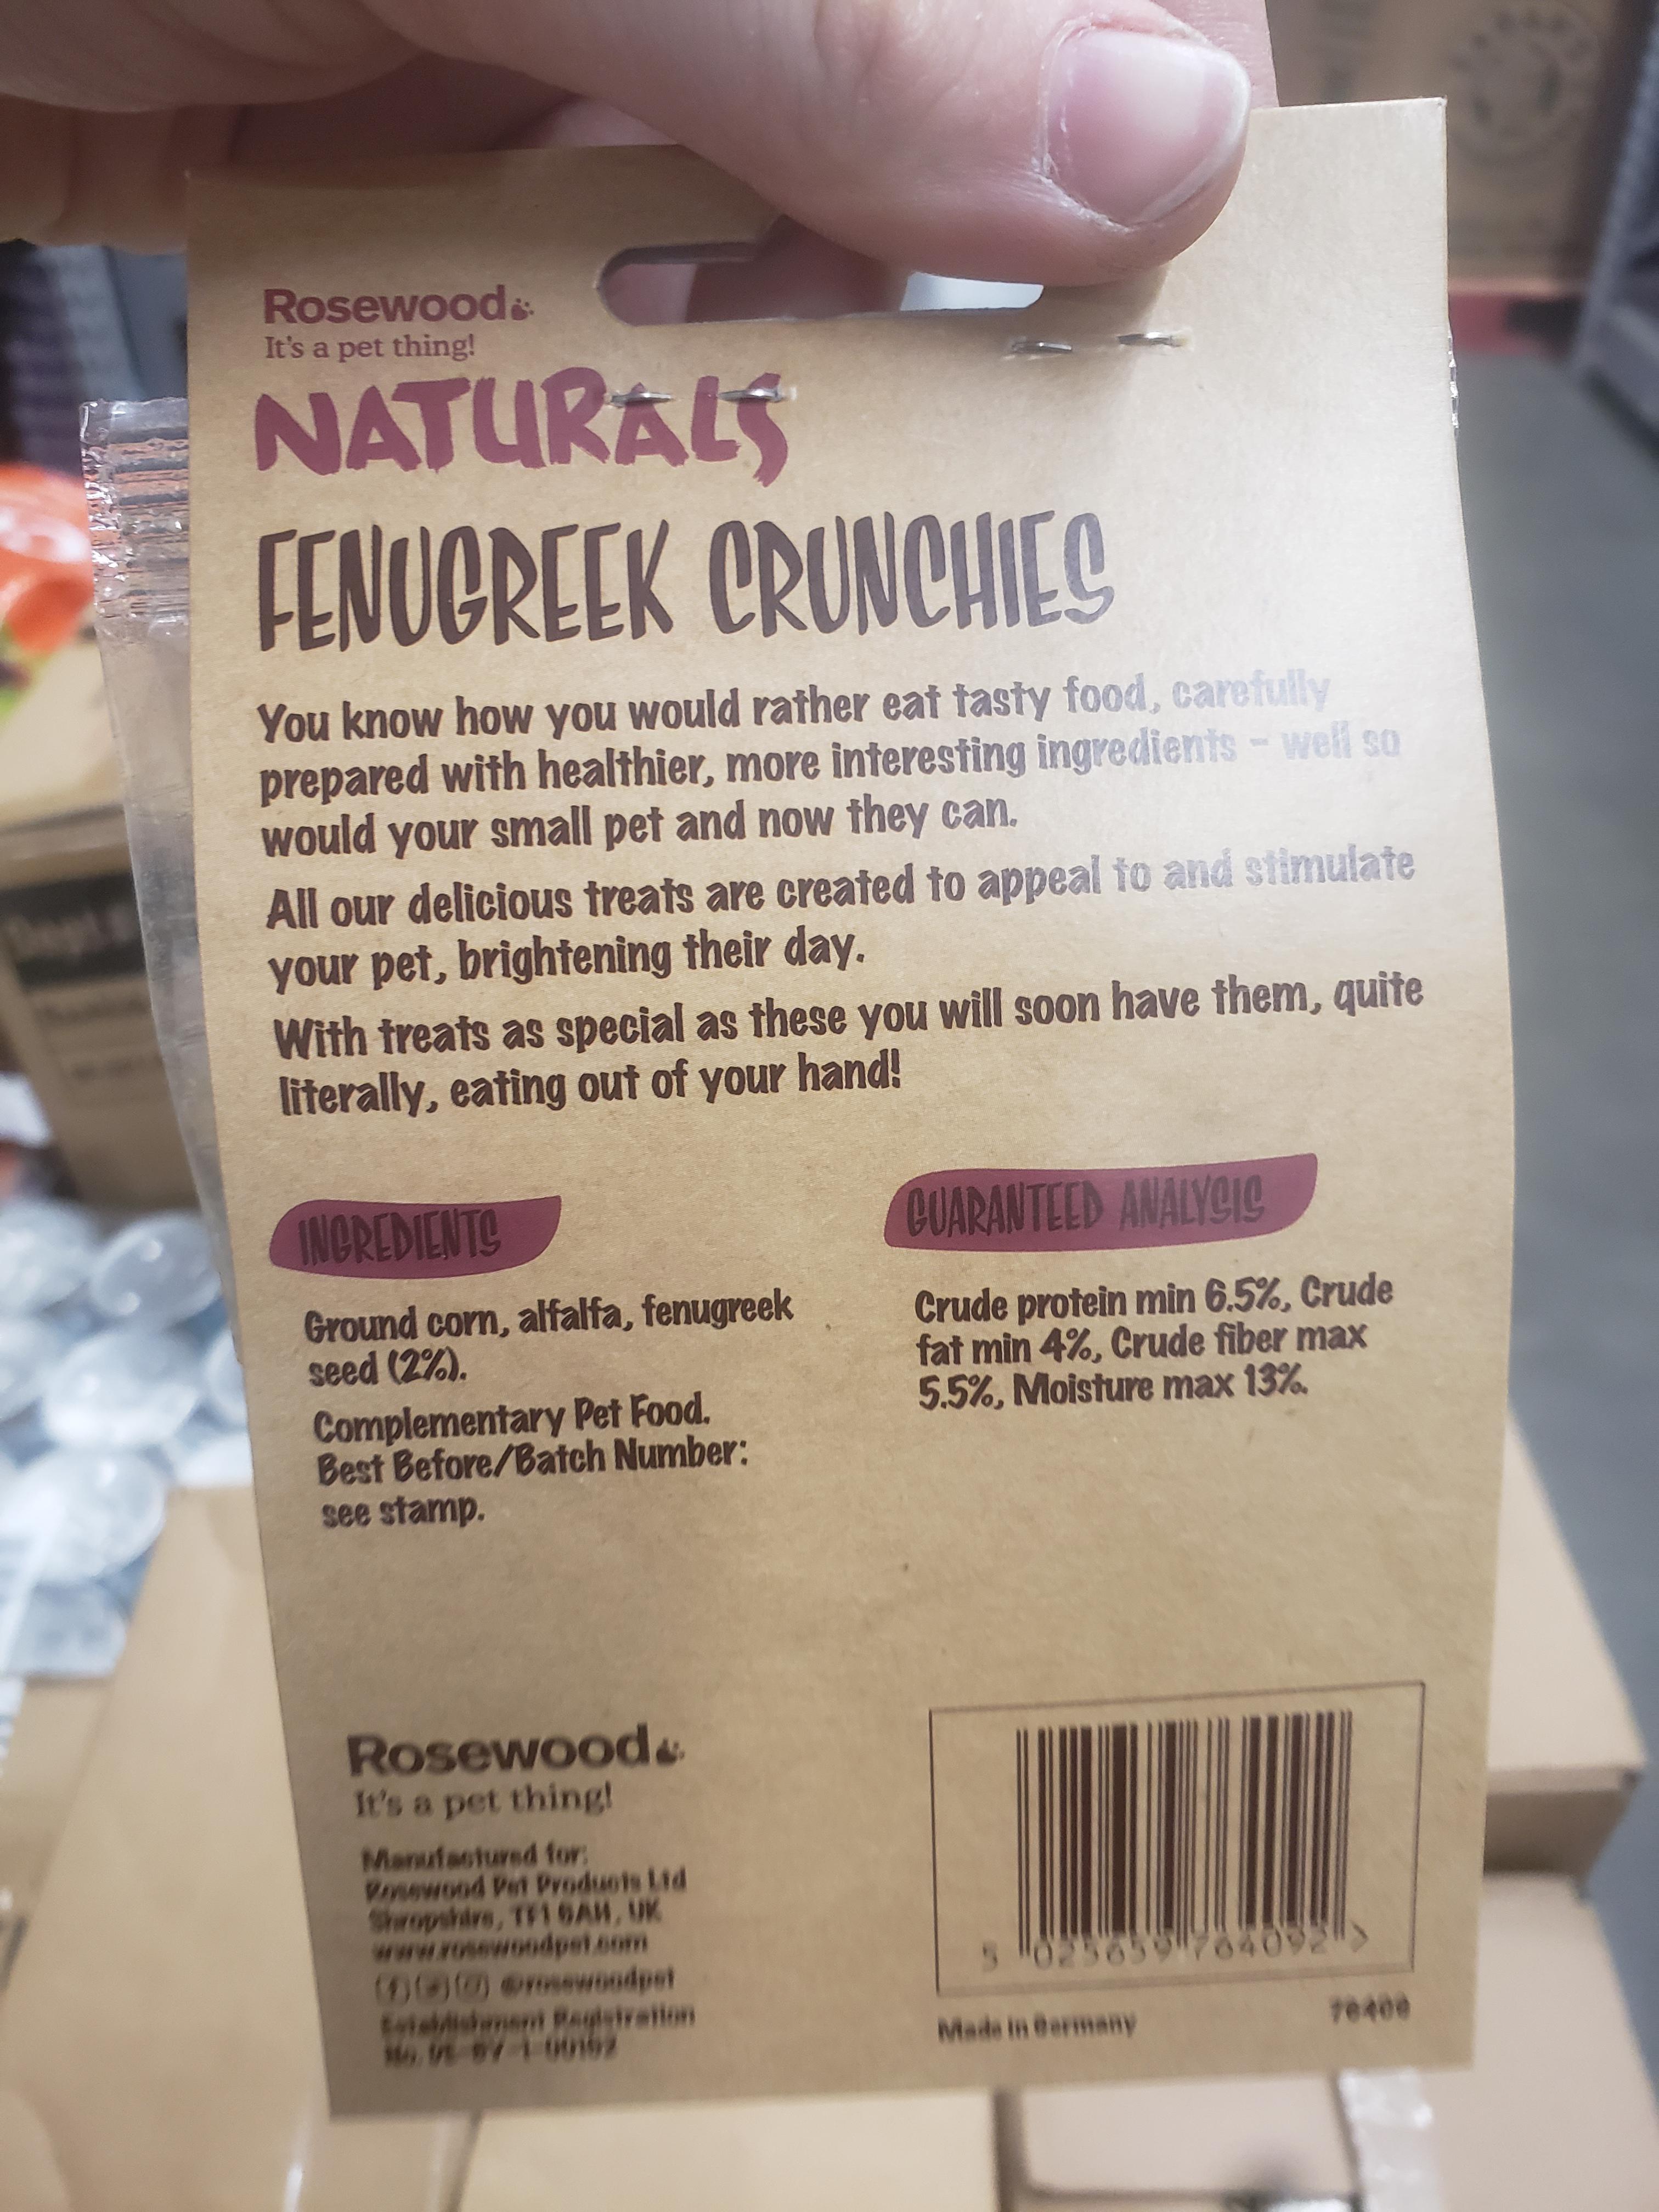 Rosewood
It's a pet thing!
NATURALS
FENUGREEK CRUNCHIES
You know how you would rather eat tasty food, carefully
prepared with healthier, more interesting ingredients - well so
would your small pet and now they can.
All our delicious treats are created to appeal to and stimulate
your pet, brightening their day.
With treats as special as these you will soon have them, quite
literally, eating out of your hand!
INGREDIENTS
Ground corn, alfalfa, fenugreek
seed (2%).
Complementary Pet Food.
Best Before/Batch Number:
see stamp.
GUARANTEED ANALYSIS
Crude protein min 6.5%, Crude
fat min 4%, Crude fiber max
5.5%, Moisture max 13%.
Rosewood
It's a pet thing!
Manufactured for:
Rosewood Pet Products Ltd
Shropshire, TF1 6AH, UK
www.rosewoodpet.com
@rosewoodpet
Establishment Registration
No.
5 025659 764092 >
Made in Germany